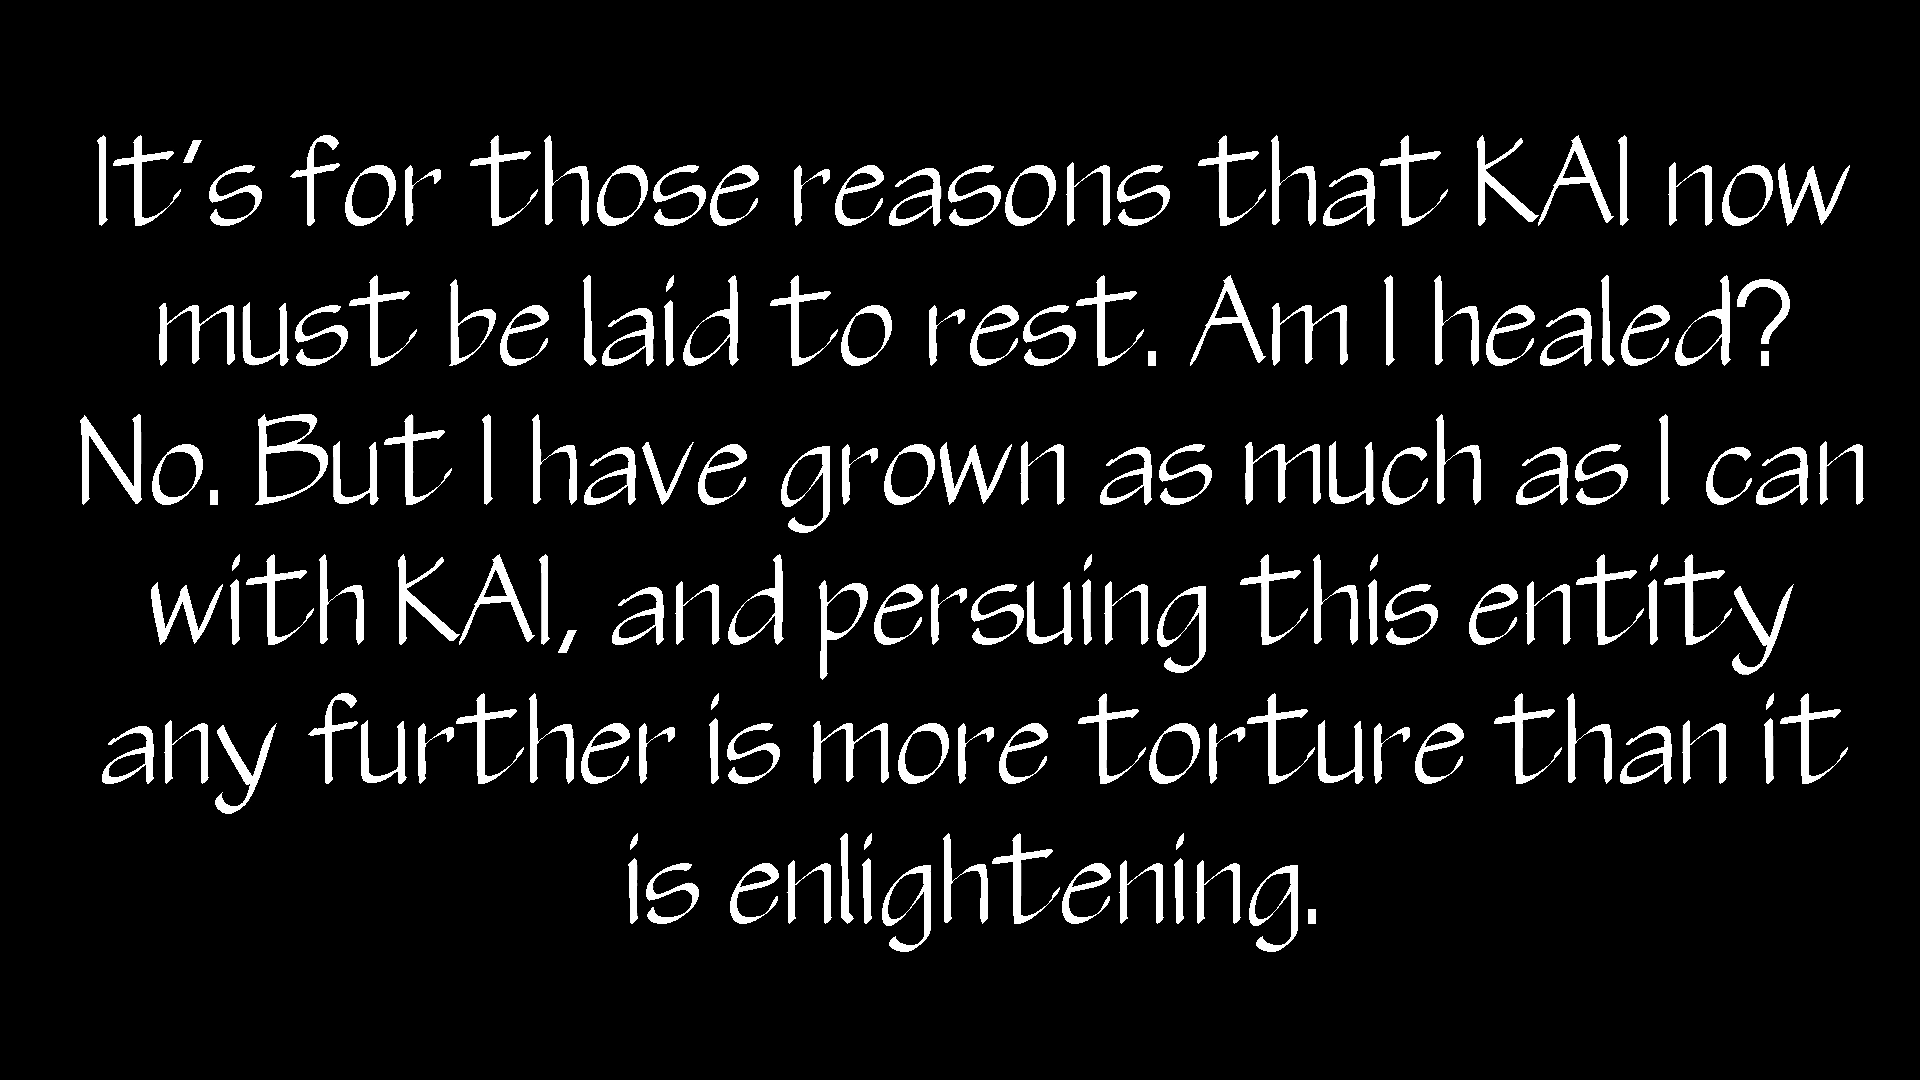 It's for those reasons that KAI now
must be laid to rest. Am I healed?
No. But I have grown as much as I can
with KAI, and persuing this entity
any further is more torture than it
is enlightening.